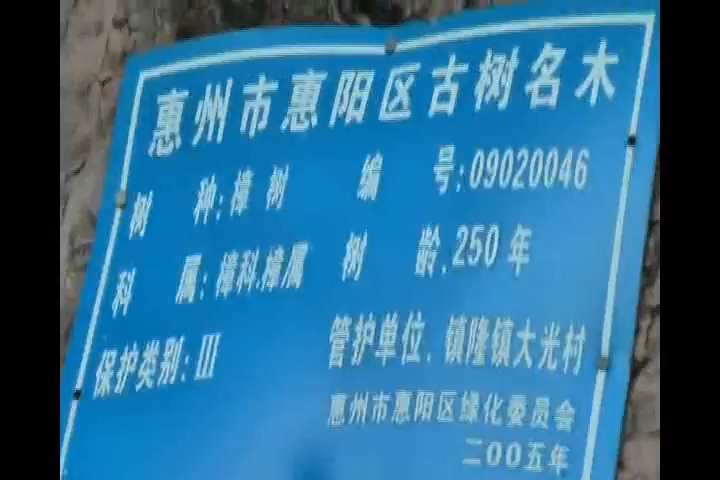 惠州市惠阳区古树名木
树 种:樟树 编 号:09020046
科 属:樟科.樟属 树 龄.250年
保护类别:Ⅲ 管护单位.镇隆镇大光村
惠州市惠阳区绿化委员会
二00五年